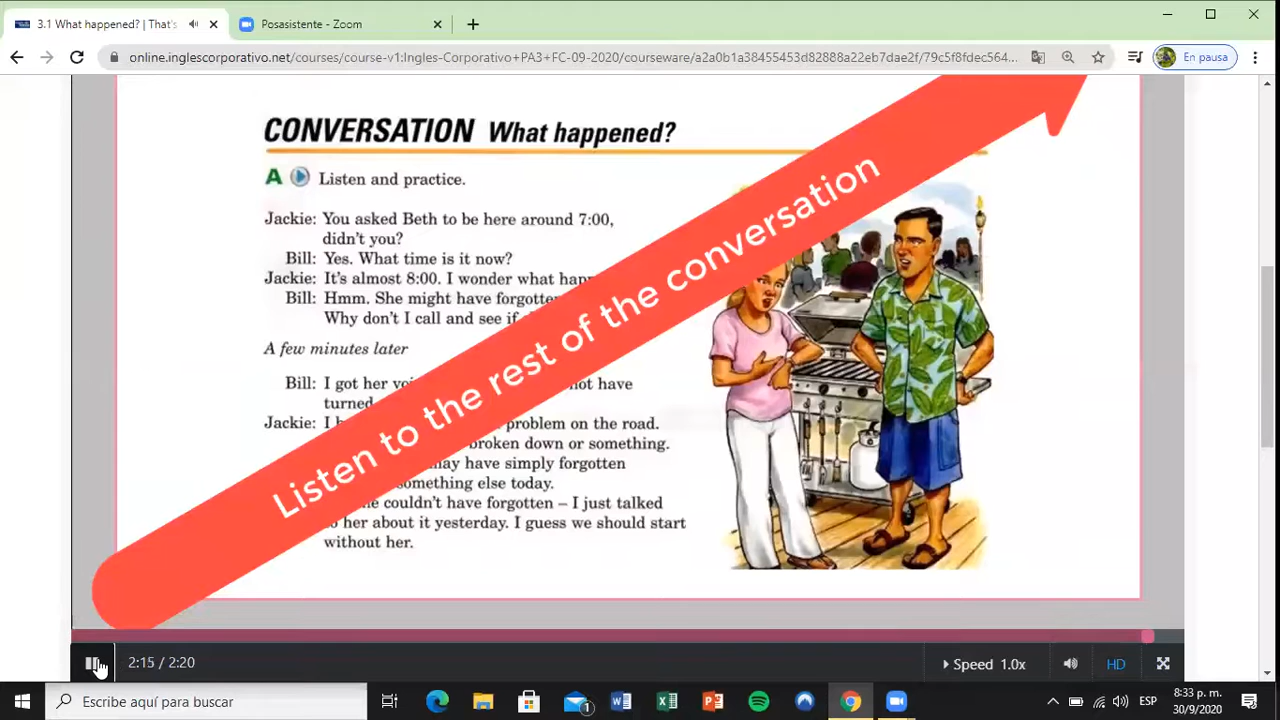 3.1 What happened? | That's
Posasistente - Zoom
online.inglescorporativo.net/courses/course-v1:Ingles-Corporativo+PA3+FC-09-2020/courseware/a2a0b1a38455453d82888a22eb7dae2f/79c5f8fdec564...
En pausa
CONVERSATION What happened?
A Listen and practice.
Jackie: You asked Beth to be here around 7:00,
didn't you?
Bill: Yes. What time is it now?
Jackie: It's almost 8:00. I wonder what
Bill: Hmm. She might have forgotten
Why don't I call and see if
A few minutes later
Bill: I got her not have
turned
Jackie: I problem on the road.
broken down or something.
may have simply forgotten
something else today.
couldn't have forgotten – I just talked
her about it yesterday. I guess we should start
without her.
Listen to the rest of the conversation
2:15 / 2:20
Speed 1.0x
HD
Escribe aquí para buscar
1
ESP
8:33 p. m.
30/9/2020